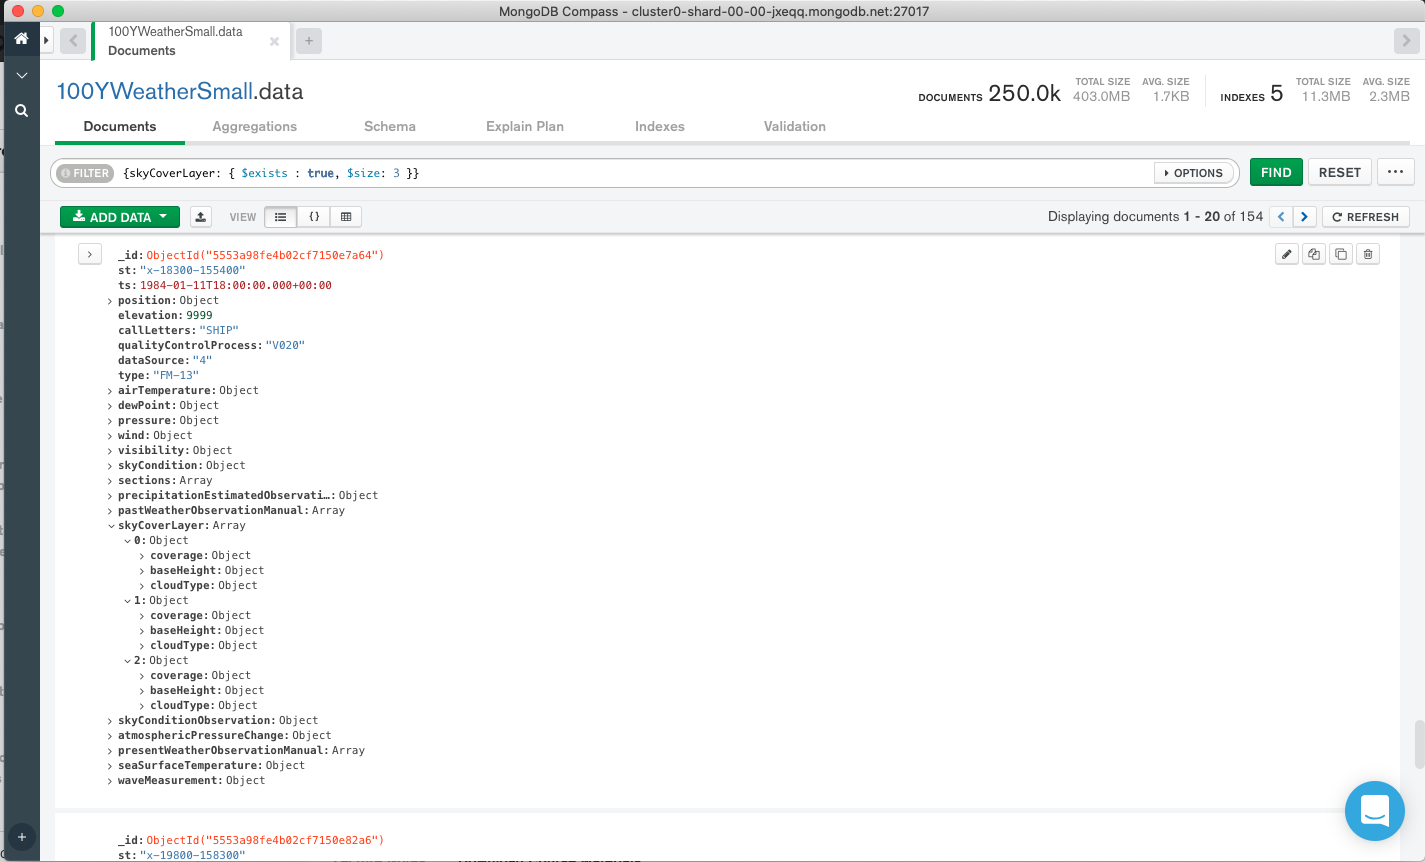 MongoDB Compass - cluster0-shard-00-00-jxeqq.mongodb.net:27017
100YWeatherSmall.data
Documents
100YWeatherSmall.data
DOCUMENTS 250.0k TOTAL SIZE 403.0MB AVG. SIZE 1.7KB INDEXES 5 TOTAL SIZE 11.3MB AVG. SIZE 2.3MB
Documents Aggregations Schema Explain Plan Indexes Validation
FILTER {skyCoverLayer: { $exists : true, $size: 3 }} OPTIONS FIND RESET ...
ADD DATA VIEW {} Displaying documents 1 - 20 of 154 REFRESH
_id: ObjectId("5553a98fe4b02cf7150e7a64")
st: "x-18300-155400"
ts: 1984-01-11T18:00:00.000+00:00
position: Object
elevation: 9999
callLetters: "SHIP"
qualityControlProcess: "V020"
dataSource: "4"
type: "FM-13"
airTemperature: Object
dewPoint: Object
pressure: Object
wind: Object
visibility: Object
skyCondition: Object
sections: Array
precipitationEstimatedObservati…: Object
pastWeatherObservationManual: Array
skyCoverLayer: Array
0: Object
coverage: Object
baseHeight: Object
cloudType: Object
1: Object
coverage: Object
baseHeight: Object
cloudType: Object
2: Object
coverage: Object
baseHeight: Object
cloudType: Object
skyConditionObservation: Object
atmosphericPressureChange: Object
presentWeatherObservationManual: Array
seaSurfaceTemperature: Object
waveMeasurement: Object
_id: ObjectId("5553a98fe4b02cf7150e82a6")
st: "x-19800-158300"